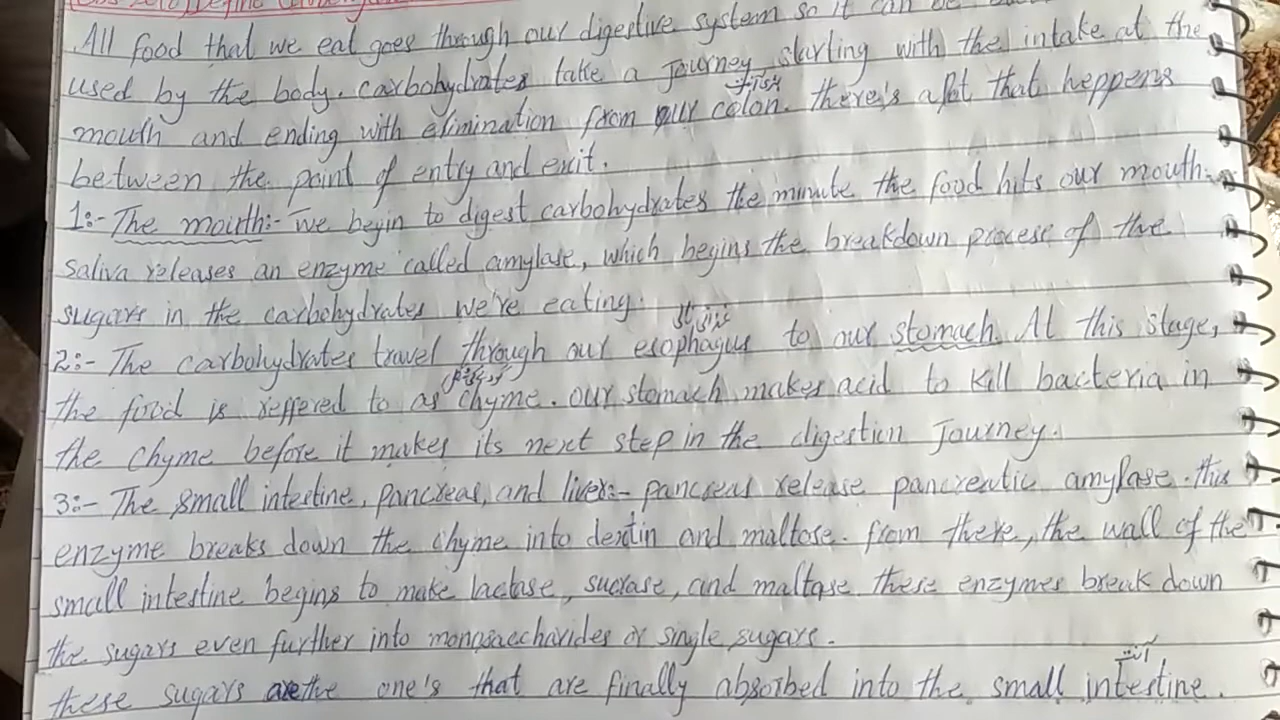 Define
All food that we eat goes through our digestive system so it can be
used by the body. carbohydrates take a Journey starting with the intake at the
mouth and ending with elimination from our colon. there's a lot that heppens
between the point of entry and exit.
1:- The mouth:- we begin to digest carbohydrates the minute the food hits our mouth.
saliva releases an enzyme called amylase, which begins the breakdown procese of the
sugars in the carbohydrates we're eating.
2:- The carbohydrates travel through our esophagus to our stomach. At this stage,
the food is reffered to as chyme. our stomach makes acid to kill bacteria in
the chyme before it makes its next step in the digestion Journey.
3:- The small intestine, pancreas, and liver:- pancreas release pancreatic amylase. this
enzyme breaks down the chyme into dextin and maltose. from there, the wall of the
small intestine begins to make lactase, sucrase, and maltase these enzymes break down
the sugars even further into monosaccharides or single sugars.
آنت
these sugars are the one's that are finally absorbed into the small intestine.